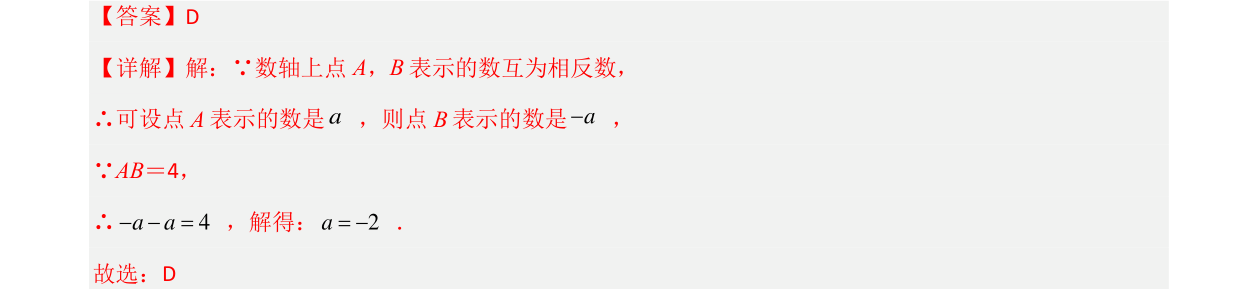 【答案】D
【详解】解：∵数轴上点 A，B 表示的数互为相反数，
∴可设点 A 表示的数是 a ，则点 B 表示的数是 −a ，
∵AB＝4，
∴ −a−a=4 ，解得：a=−2 ．
故选：D